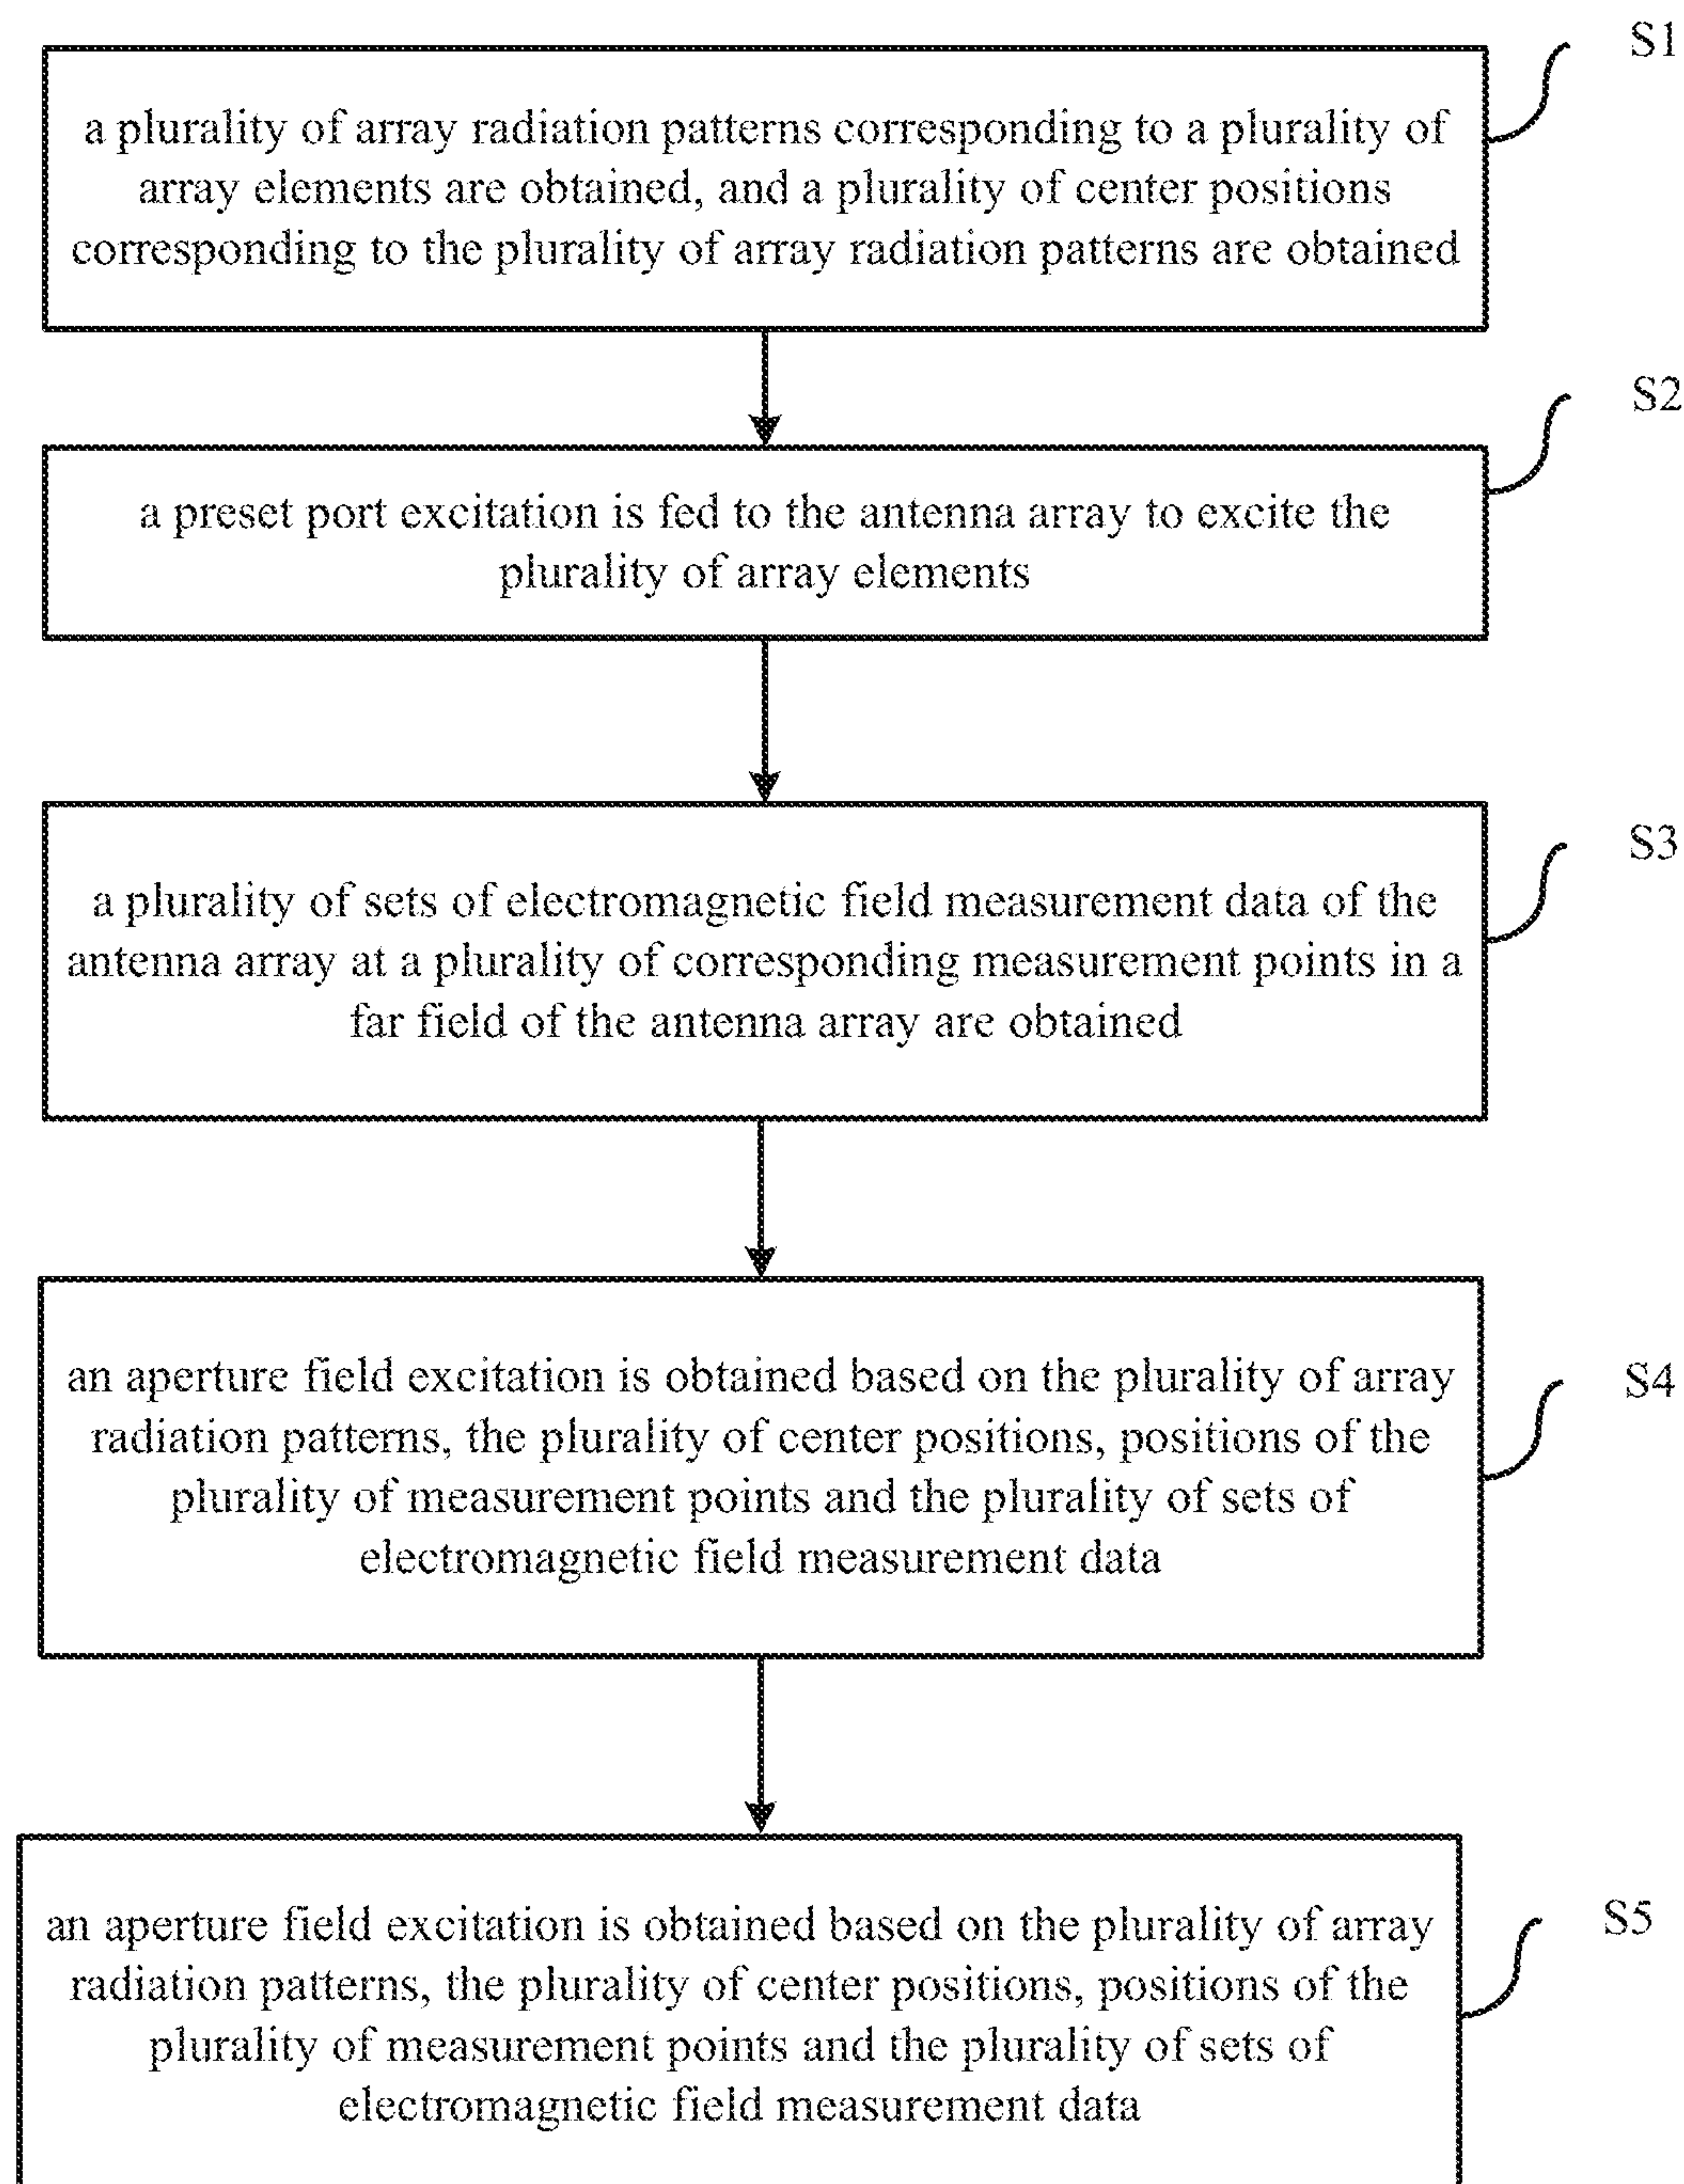 S1
a plurality of array radiation patterns corresponding to a plurality of
array elements are obtained, and a plurality of center positions
corresponding to the plurality of array radiation patterns are obtained
S2
a preset port excitation is fed to the antenna array to excite the
plurality of array elements
S3
a plurality of sets of electromagnetic field measurement data of the
antenna array at a plurality of corresponding measurement points in a
far field of the antenna array are obtained
S4
an aperture field excitation is obtained based on the plurality of array
radiation patterns, the plurality of center positions, positions of the
plurality of measurement points and the plurality of sets of
electromagnetic field measurement data
S5
an aperture field excitation is obtained based on the plurality of array
radiation patterns, the plurality of center positions, positions of the
plurality of measurement points and the plurality of sets of
electromagnetic field measurement data